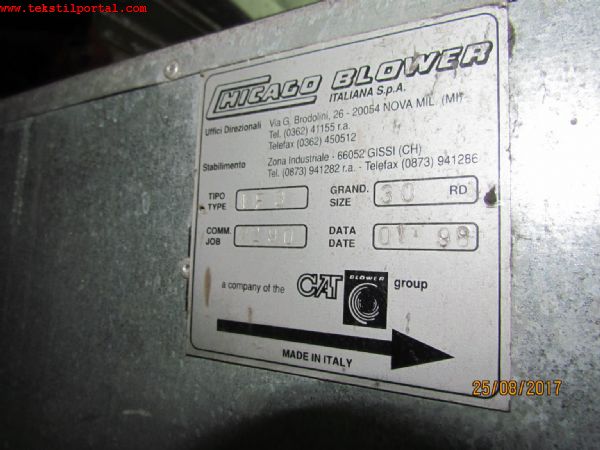 www.tekstilportal.com
CHICAGO BLOWER
ITALIANA S.p.A.
Uffici Direzionali Via G. Brodolini, 26 - 20054 NOVA MIL. (MI)
Tel. (0362) 41155 r.a.
Telefax (0362) 450512
Stabilimento Zona Industriale - 66052 GISSI (CH)
Tel. (0873) 941282 r.a. - Telefax (0873) 941286
TIPO TYPE
GRAND. SIZE 30 RD
COMM. JOB
DATA DATE 01 98
a company of the CAT BLOWER group
MADE IN ITALY
25/08/2017